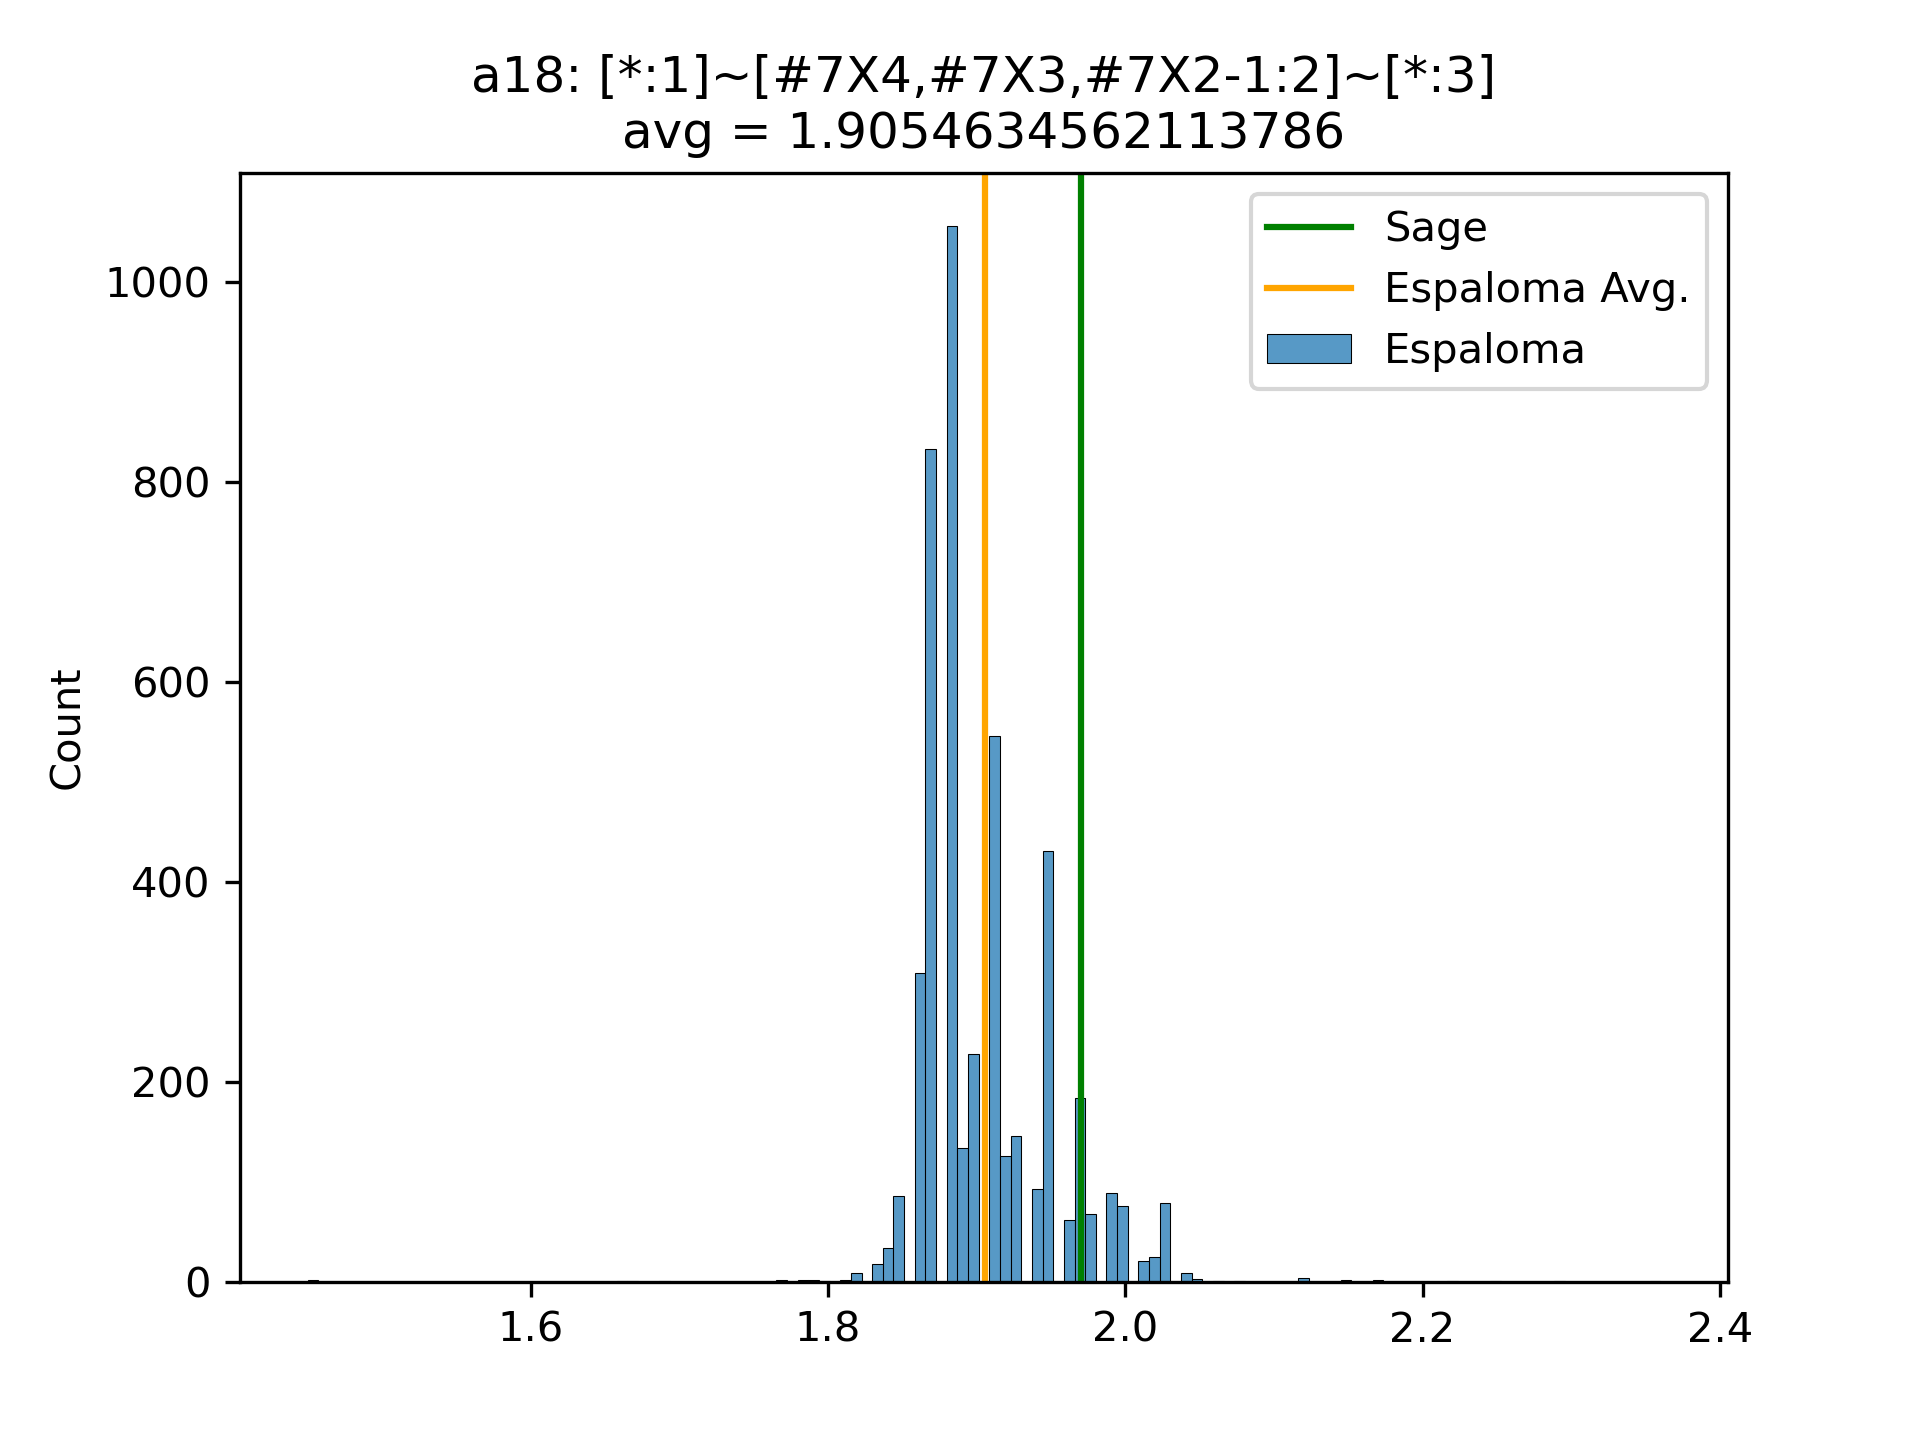 a18: [*:1]~[#7X4,#7X3,#7X2-1:2]~[*:3]
avg = 1.9054634562113786
Sage
Espaloma Avg.
Espaloma
Count
1000
800
600
400
200
0
1.6
1.8
2.0
2.2
2.4